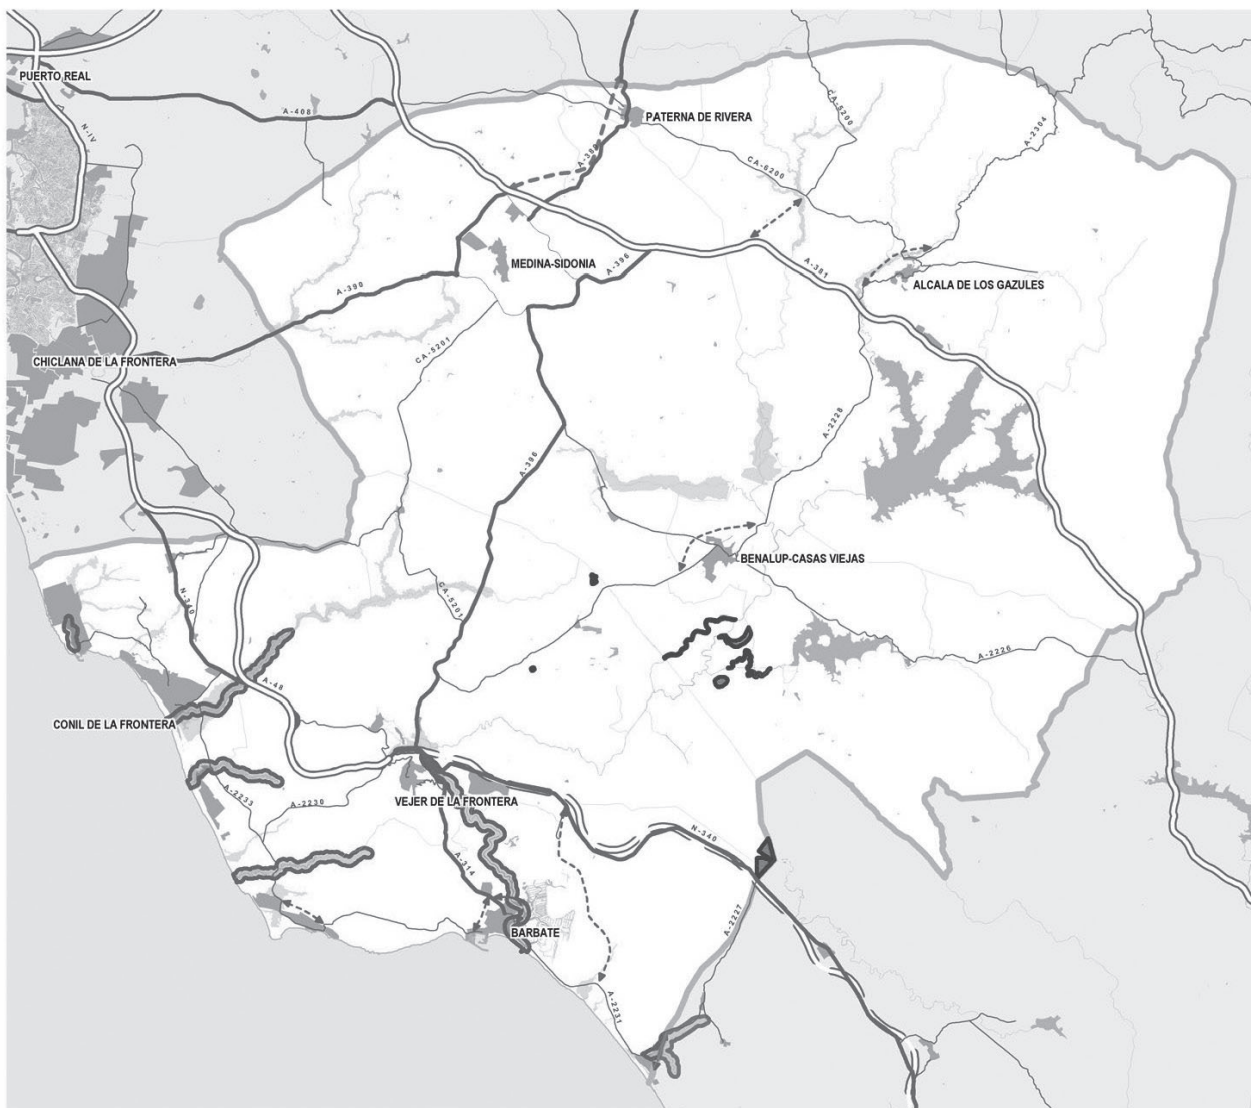 PUERTO REAL
N-IV
A-408
PATERNA DE RIVERA
CA-5200
A-2304
CA-6200
MEDINA-SIDONIA
A-396
A-381
ALCALA DE LOS GAZULES
A-390
CHICLANA DE LA FRONTERA
CA-5201
A-2228
A-396
BENALUP-CASAS VIEJAS
CA-5201
N-340
A-2226
A-48
CONIL DE LA FRONTERA
A-2233
A-2230
VEJER DE LA FRONTERA
N-340
A-314
BARBATE
A-2227
A-2231